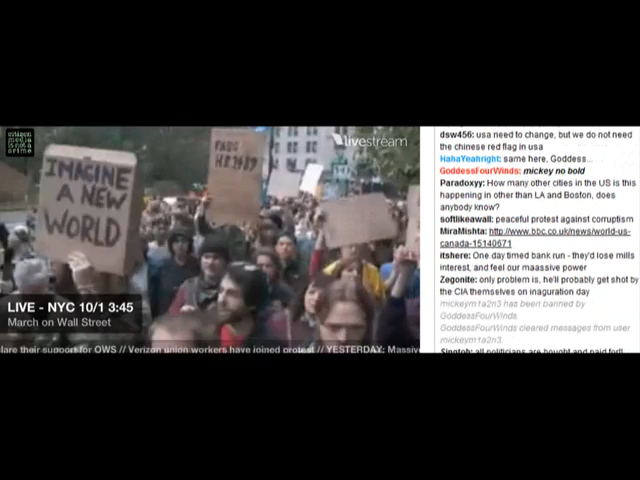 citizen
media
is not a
crime
livestream
IMAGINE
A NEW
WORLD
LIVE - NYC 10/1 3:45
March on Wall Street
lare their support for OWS // Verizon union workers have joined protest // YESTERDAY: Massive
dsw456: usa need to change, but we do not need
the chinese red flag in usa
HahaYeahright: same here, Goddess...
GoddessFourWinds: mickey no bold
Paradoxyy: How many other cities in the US is this
happening in other than LA and Boston, does
anybody know?
softlikeawall: peaceful protest against corruptism
MiraMishta: http://www.bbc.co.uk/news/world-us-
canada-15140671
itshere: One day timed bank run - they'd lose mills
interest, and feel our maassive power
Zegonite: only problem is, he'll probably get shot by
the CIA themselves on inaguration day
mickeym1a2n3 has been banned by
GoddessFourWinds.
GoddessFourWinds cleared messages from user
mickeym1a2n3.
all politicians are bought and paid for!!